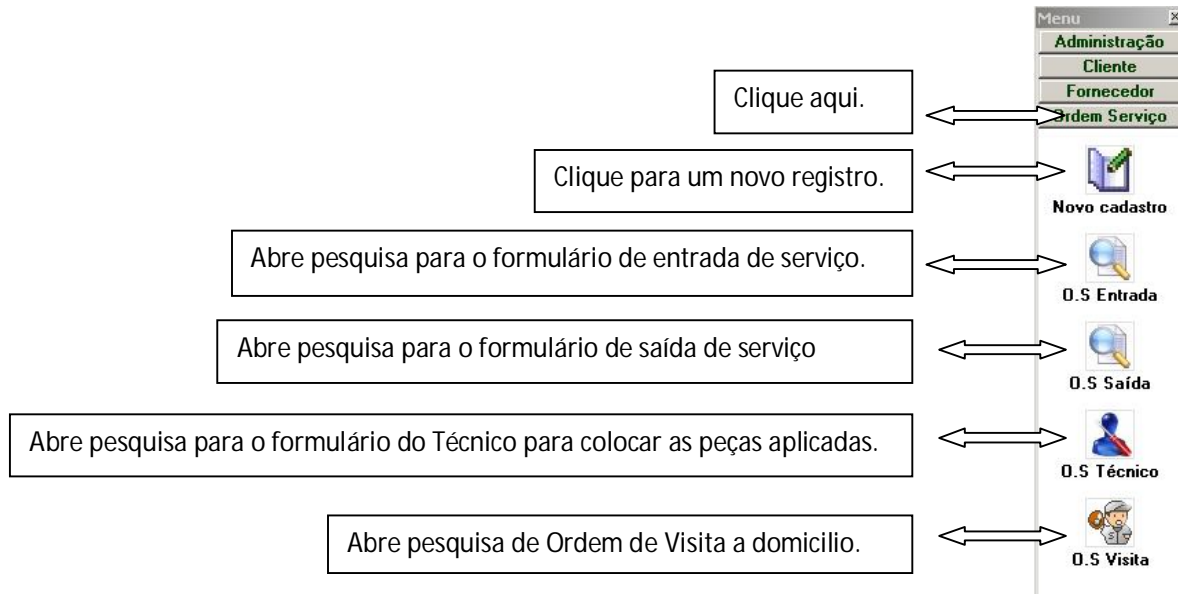 Menu
Administração
Cliente
Fornecedor
Clique aqui.
Ordem Serviço
Clique para um novo registro.
Novo cadastro
Abre pesquisa para o formulário de entrada de serviço.
O.S Entrada
Abre pesquisa para o formulário de saída de serviço
O.S Saída
Abre pesquisa para o formulário do Técnico para colocar as peças aplicadas.
O.S Técnico
Abre pesquisa de Ordem de Visita a domicilio.
O.S Visita